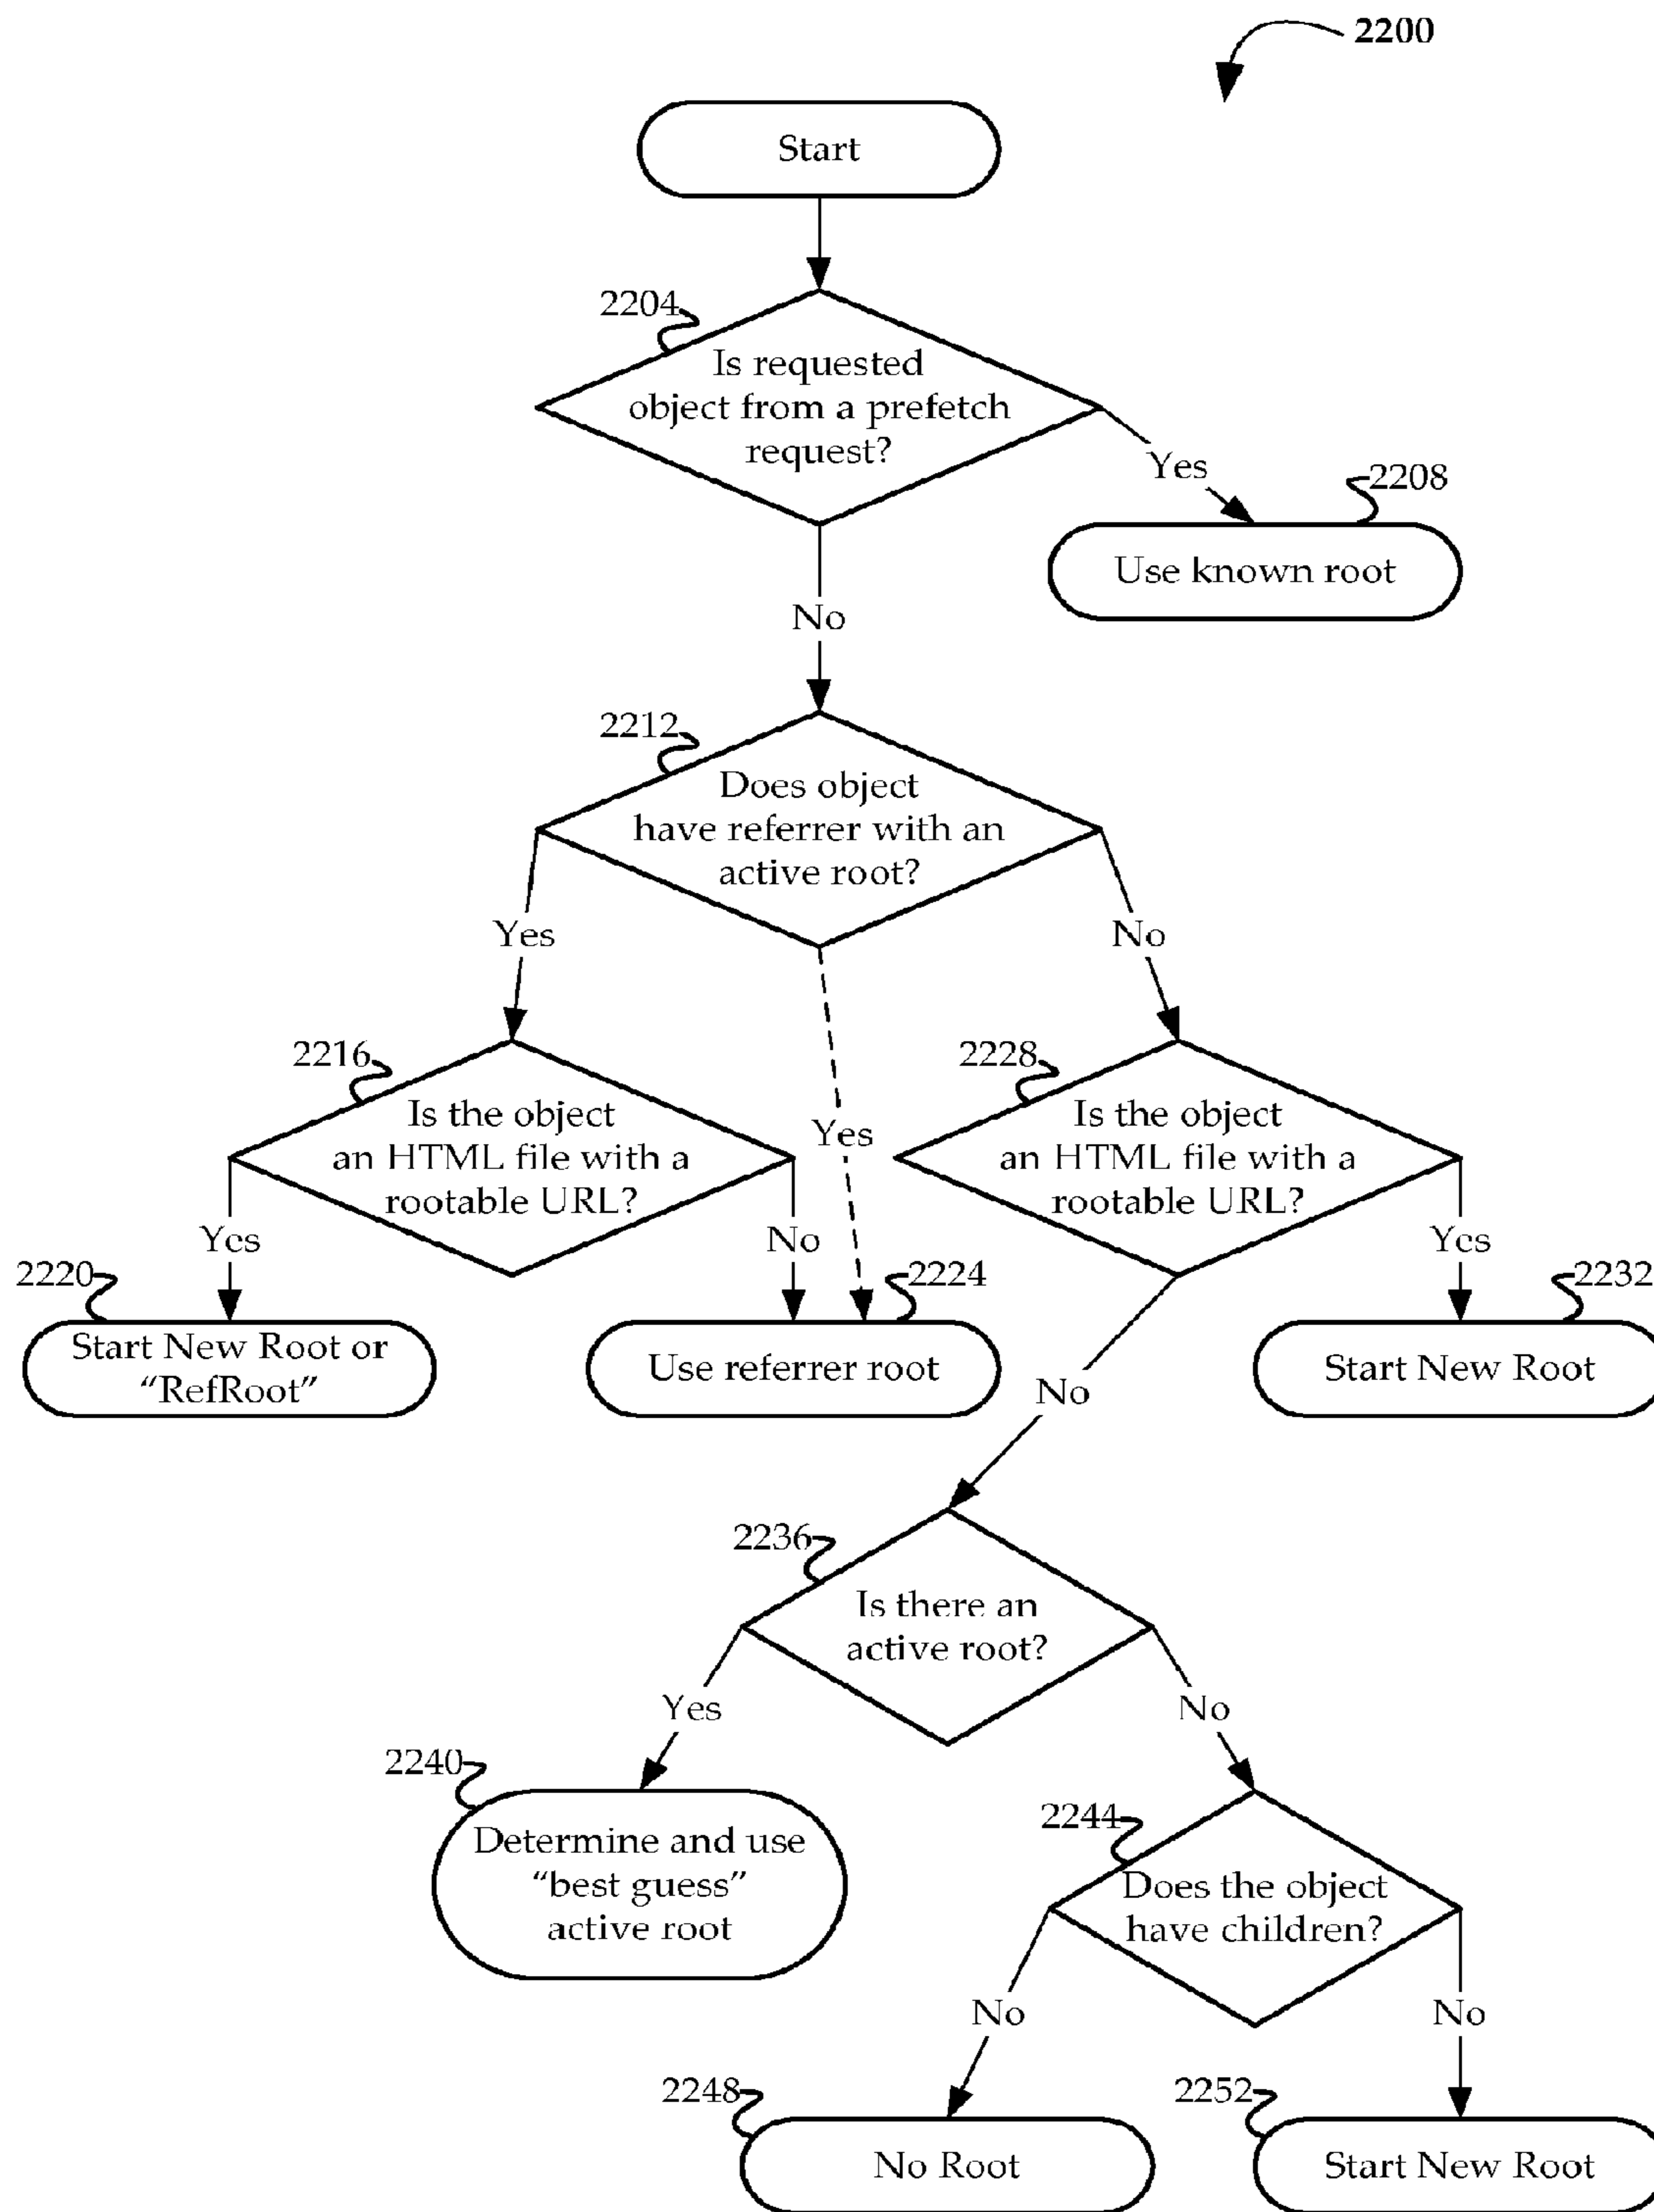 2200
Start
2204
Is requested
object from a prefetch
request?
Yes
2208
Use known root
No
2212
Does object
have referrer with an
active root?
Yes
No
2216
Is the object
an HTML file with a
rootable URL?
Yes
2228
Is the object
an HTML file with a
rootable URL?
Yes
No
Yes
2220
Start New Root or
“RefRoot”
2224
Use referrer root
2232
Start New Root
No
2236
Is there an
active root?
Yes
No
2240
Determine and use
“best guess”
active root
2244
Does the object
have children?
No
No
2248
No Root
2252
Start New Root